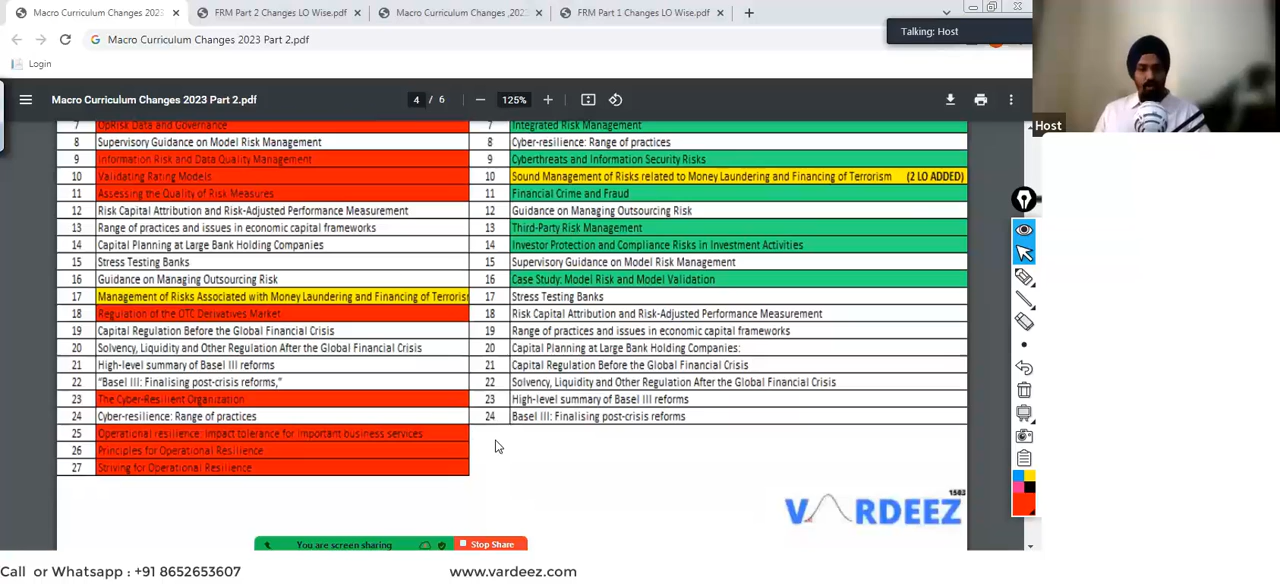 Macro Curriculum Changes 2023
FRM Part 2 Changes LO Wise.pdf
Macro Curriculum Changes ,2023
FRM Part 1 Changes LO Wise.pdf
Macro Curriculum Changes 2023 Part 2.pdf
Talking: Host
Login
Macro Curriculum Changes 2023 Part 2.pdf
4 / 6
125%
Host
7 OpRisk Data and Governance
7 Integrated Risk Management
8 Supervisory Guidance on Model Risk Management
8 Cyber-resilience: Range of practices
9 Information Risk and Data Quality Management
9 Cyberthreats and Information Security Risks
10 Validating Rating Models
10 Sound Management of Risks related to Money Laundering and Financing of Terrorism (2 LO ADDED)
11 Assessing the Quality of Risk Measures
11 Financial Crime and Fraud
12 Risk Capital Attribution and Risk-Adjusted Performance Measurement
12 Guidance on Managing Outsourcing Risk
13 Range of practices and issues in economic capital frameworks
13 Third-Party Risk Management
14 Capital Planning at Large Bank Holding Companies
14 Investor Protection and Compliance Risks in Investment Activities
15 Stress Testing Banks
15 Supervisory Guidance on Model Risk Management
16 Guidance on Managing Outsourcing Risk
16 Case Study: Model Risk and Model Validation
17 Management of Risks Associated with Money Laundering and Financing of Terroris
17 Stress Testing Banks
18 Regulation of the OTC Derivatives Market
18 Risk Capital Attribution and Risk-Adjusted Performance Measurement
19 Capital Regulation Before the Global Financial Crisis
19 Range of practices and issues in economic capital frameworks
20 Solvency, Liquidity and Other Regulation After the Global Financial Crisis
20 Capital Planning at Large Bank Holding Companies:
21 High-level summary of Basel III reforms
21 Capital Regulation Before the Global Financial Crisis
22 "Basel III: Finalising post-crisis reforms,"
22 Solvency, Liquidity and Other Regulation After the Global Financial Crisis
23 The Cyber-Resilient Organization
23 High-level summary of Basel III reforms
24 Cyber-resilience: Range of practices
24 Basel III: Finalising post-crisis reforms
25 Operational resilience: Impact tolerance for important business services
26 Principles for Operational Resilience
27 Striving for Operational Resilience
1583
VARDEEZ
You are screen sharing
Stop Share
Call or Whatsapp : +91 8652653607
www.vardeez.com